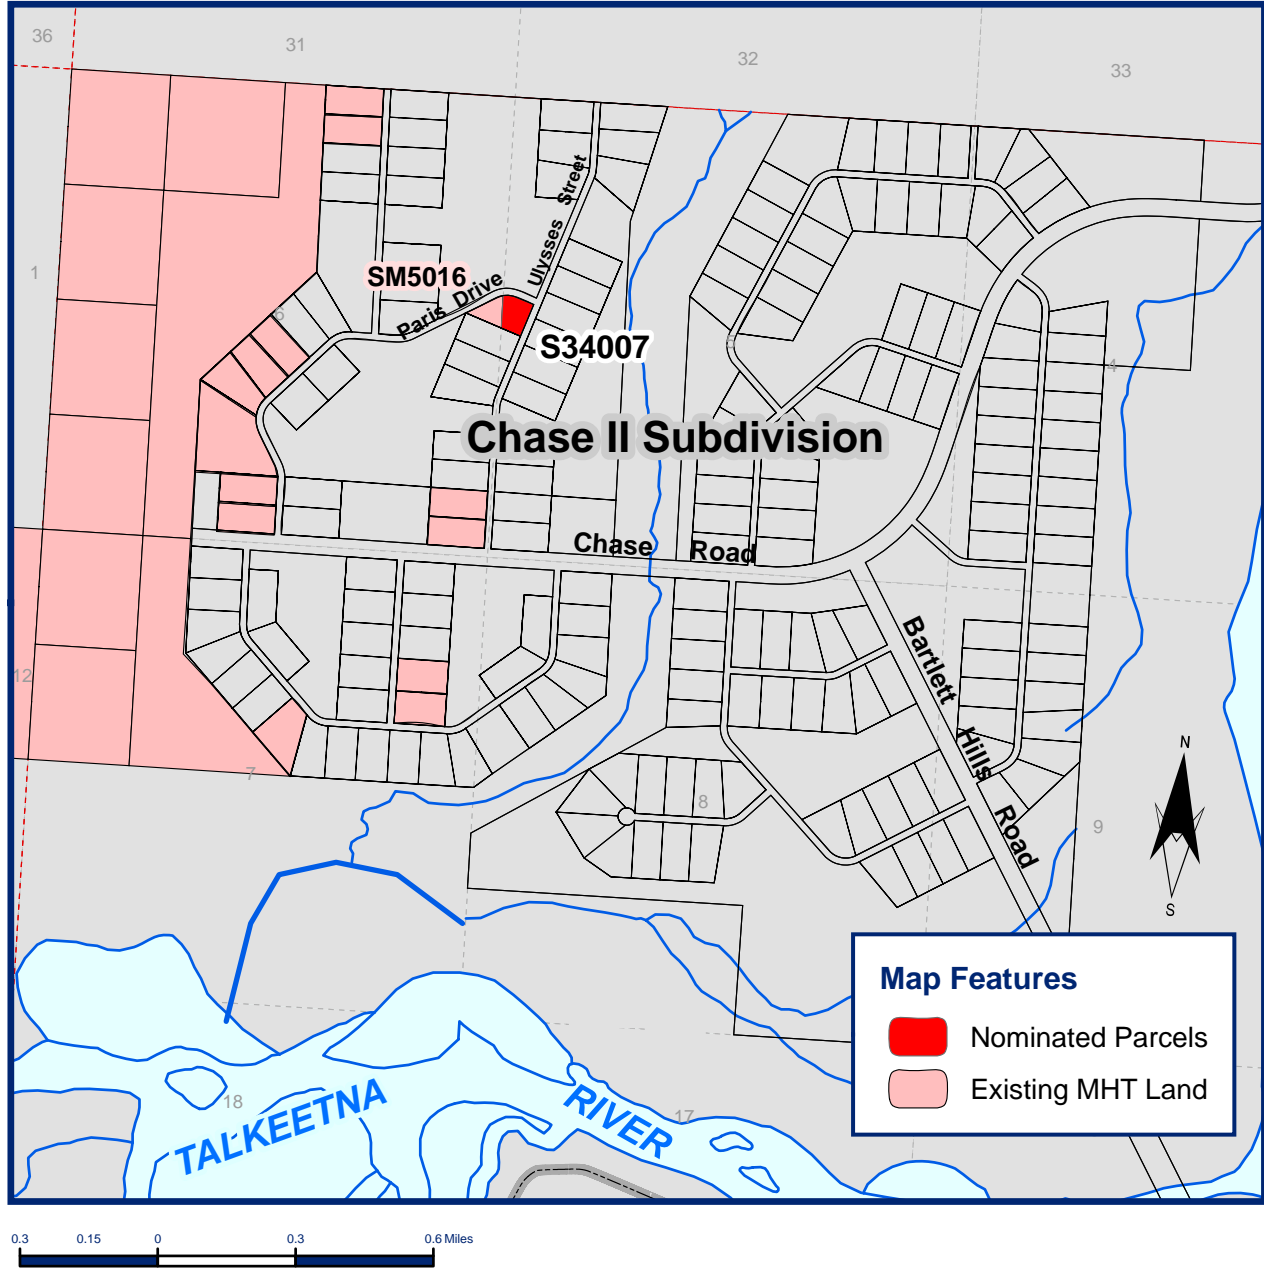 36
31
32
33
Ulysses Street
1
SM5016
Paris Drive
6
S34007
5
4
Chase II Subdivision
Chase Road
Bartlett Hills Road
12
7
8
9
N
S
Map Features
Nominated Parcels
Existing MHT Land
18
17
TALKEETNA RIVER
0.3 0.15 0 0.3 0.6 Miles